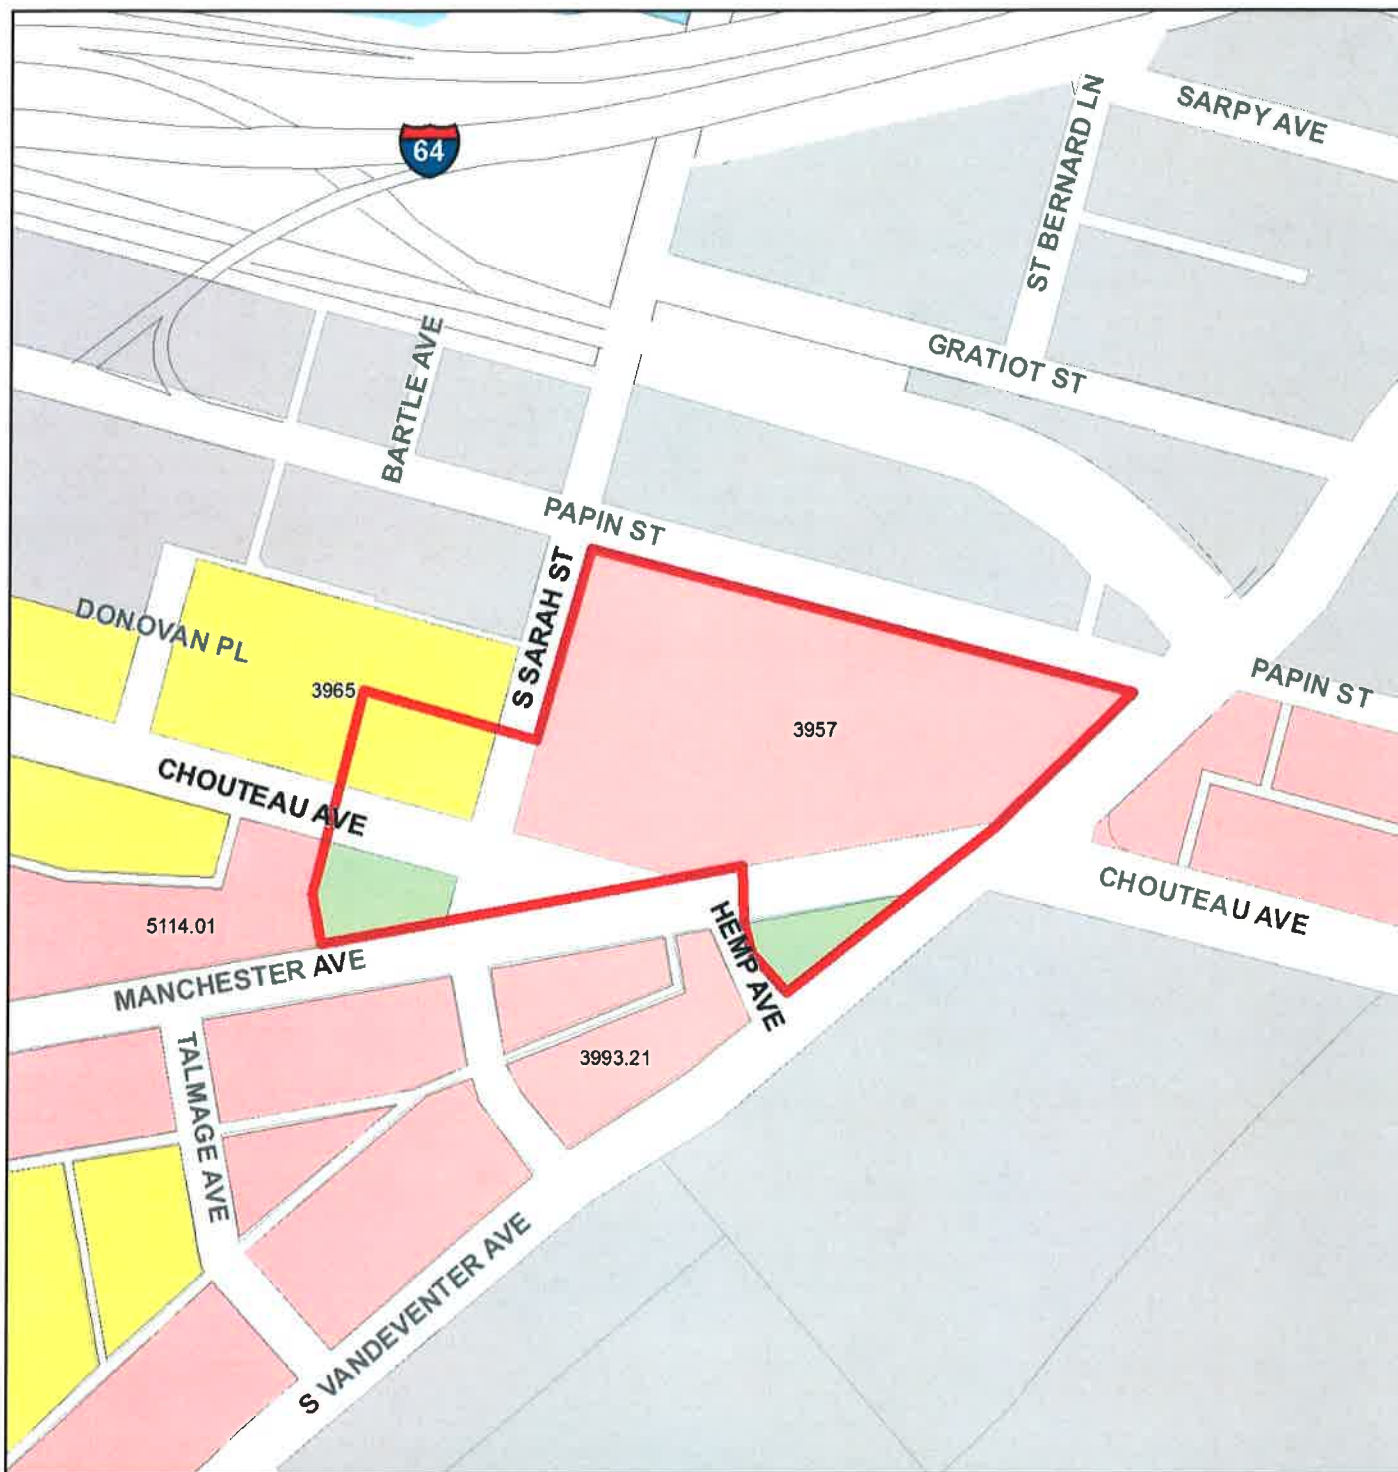 SARPY AVE
64
ST BERNARD LN
GRATIOT ST
BARTLE AVE
PAPIN ST
S SARAH ST
DONOVAN PL
3965
PAPIN ST
3957
CHOUTEAU AVE
CHOUTEAU AVE
5114.01
HEMP AVE
MANCHESTER AVE
3993.21
TALMAGE AVE
S VANDEVENTER AVE